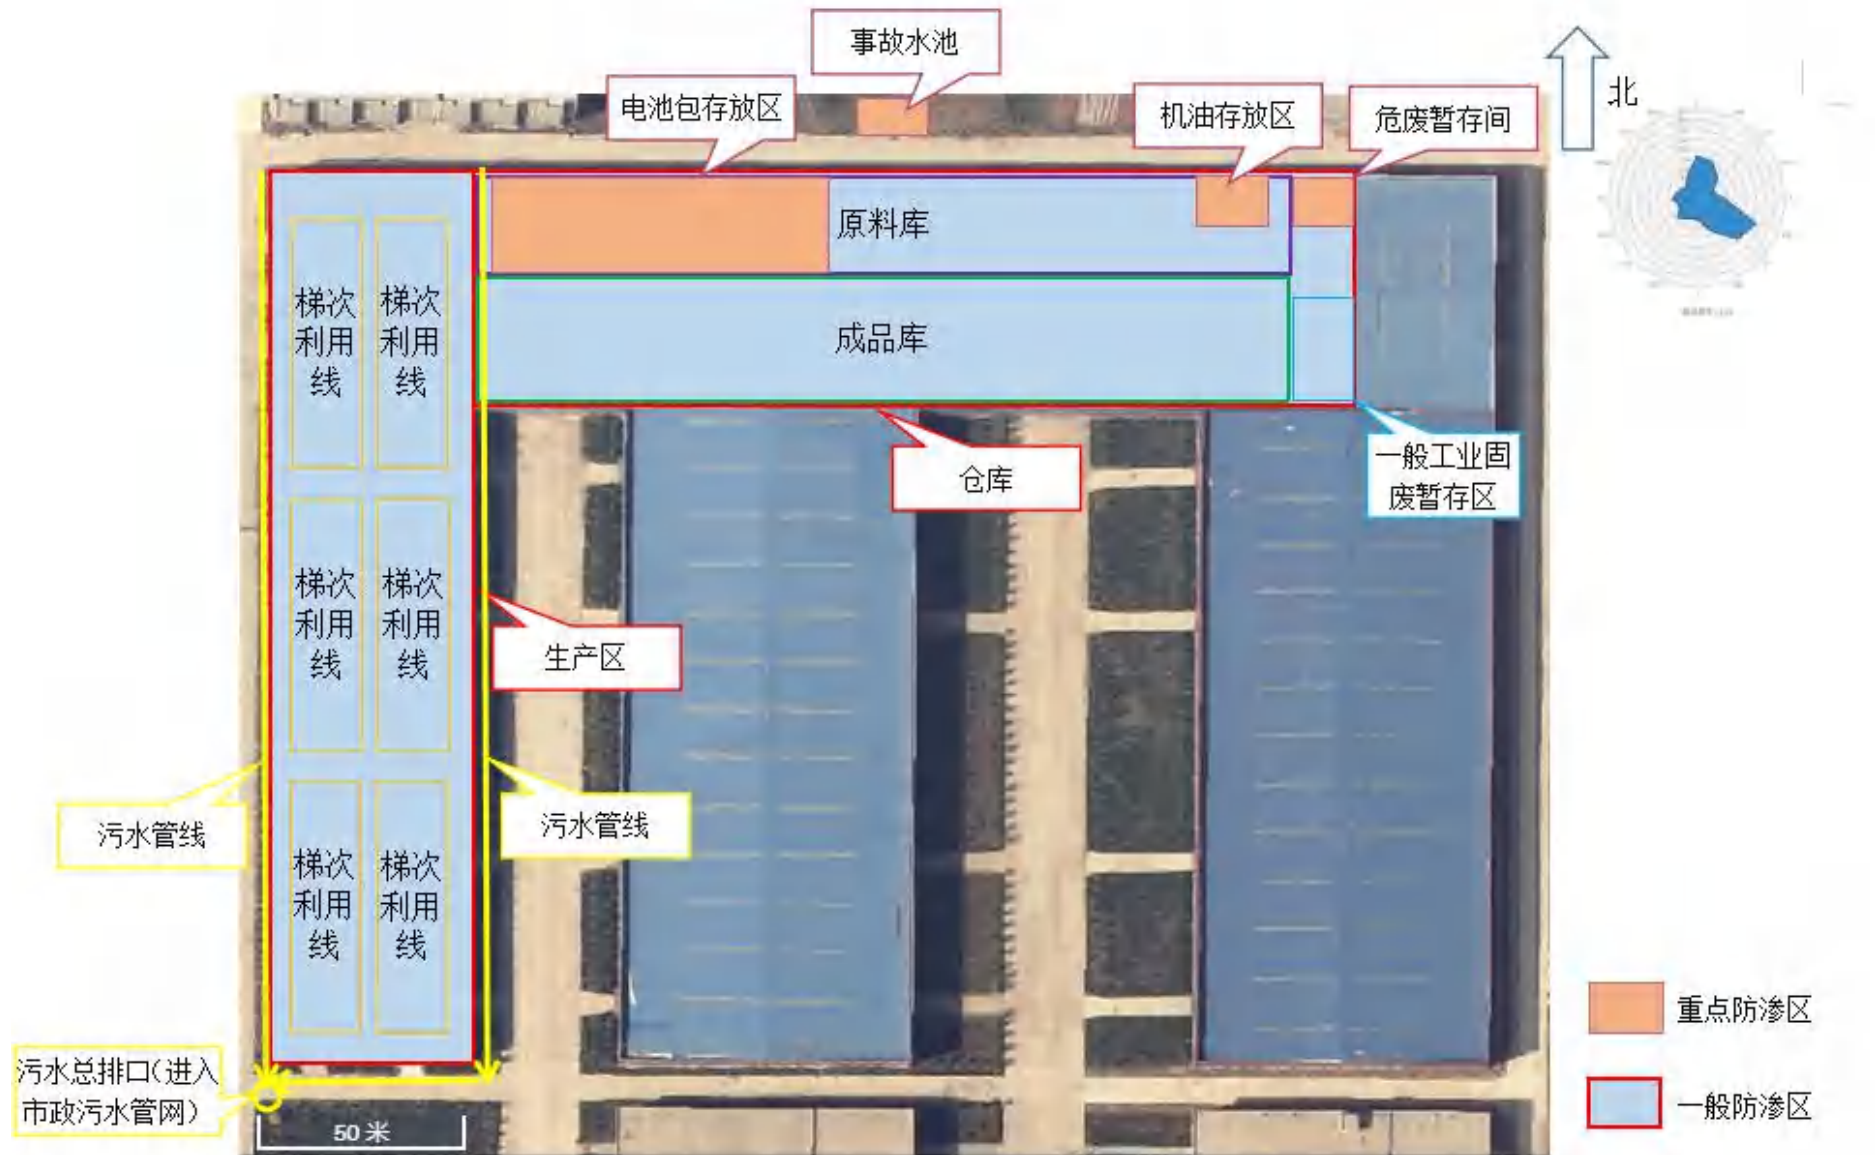 事故水池
电池包存放区
机油存放区
危废暂存间
北
原料库
成品库
梯次
利用
线
梯次
利用
线
一般工业固
废暂存区
仓库
梯次
利用
线
梯次
利用
线
生产区
污水管线
污水管线
梯次
利用
线
梯次
利用
线
重点防渗区
污水总排口（进入
市政污水管网）
一般防渗区
50 米